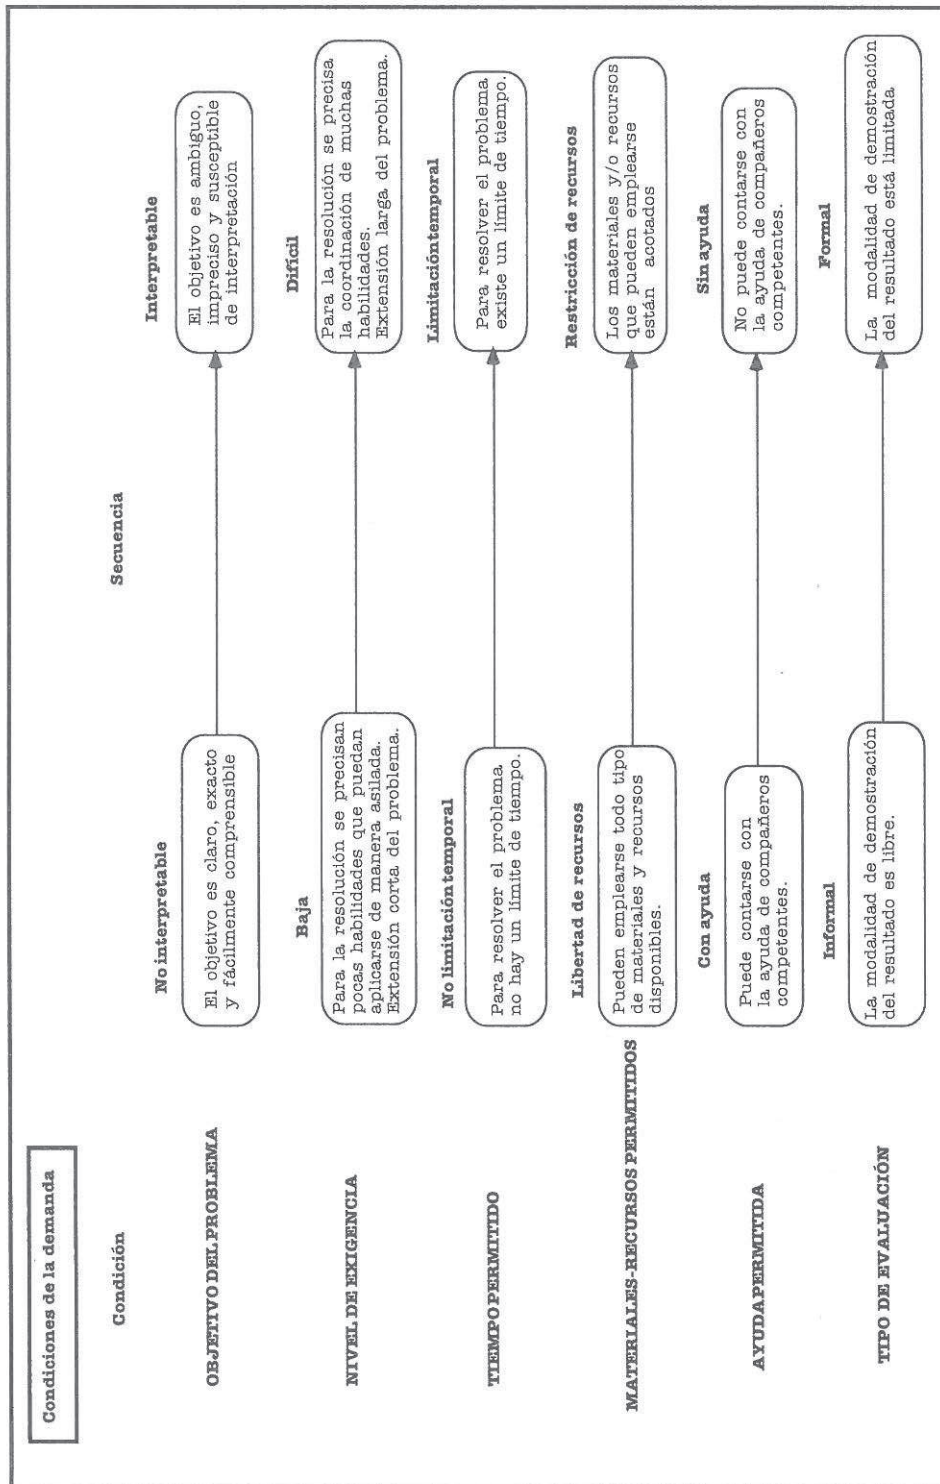 Condiciones de la demanda
Condición
Secuencia
OBJETIVO DEL PROBLEMA
No interpretable
El objetivo es claro, exacto
y fácilmente comprensible
Interpretable
El objetivo es ambiguo,
impreciso y susceptible
de interpretación
NIVEL DE EXIGENCIA
Baja
Para la resolución se precisan
pocas habilidades que puedan
aplicarse de manera asilada.
Extensión corta del problema.
Difícil
Para la resolución se precisa
la coordinación de muchas
habilidades.
Extensión larga del problema.
TIEMPO PERMITIDO
No limitación temporal
Para resolver el problema
no hay un límite de tiempo.
Limitación temporal
Para resolver el problema
existe un límite de tiempo.
MATERIALES-RECURSOS PERMITIDOS
Libertad de recursos
Pueden emplearse todo tipo
de materiales y recursos
disponibles.
Restricción de recursos
Los materiales y/o recursos
que pueden emplearse
están acotados
AYUDA PERMITIDA
Con ayuda
Puede contarse con
la ayuda de compañeros
competentes.
Sin ayuda
No puede contarse con
la ayuda de compañeros
competentes.
TIPO DE EVALUACIÓN
Informal
La modalidad de demostración
del resultado es libre.
Formal
La modalidad de demostración
del resultado está limitada